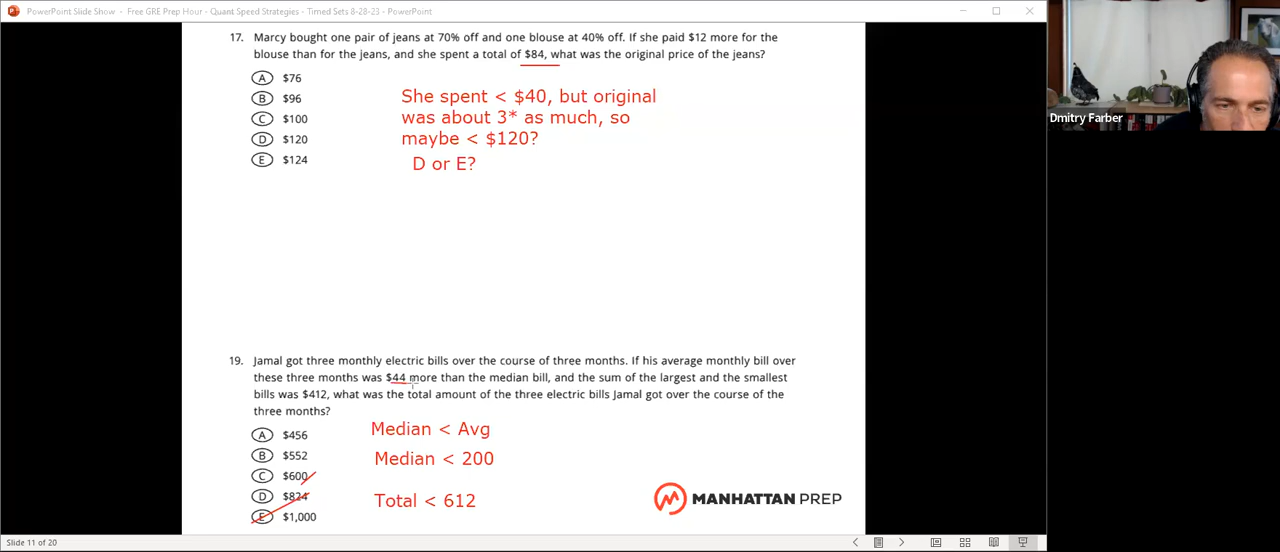 PowerPoint Slide Show - Free GRE Prep Hour - Quant Speed Strategies - Timed Sets 8-28-23 - PowerPoint
17. Marcy bought one pair of jeans at 70% off and one blouse at 40% off. If she paid $12 more for the
blouse than for the jeans, and she spent a total of $84, what was the original price of the jeans?
A $76
B $96
C $100
D $120
E $124
She spent < $40, but original
was about 3* as much, so
maybe < $120?
D or E?
Dmitry Farber
19. Jamal got three monthly electric bills over the course of three months. If his average monthly bill over
these three months was $44 more than the median bill, and the sum of the largest and the smallest
bills was $412, what was the total amount of the three electric bills Jamal got over the course of the
three months?
A $456
B $552
C $600
D $824
E $1,000
Median < Avg
Median < 200
Total < 612
MANHATTAN PREP
Slide 11 of 20